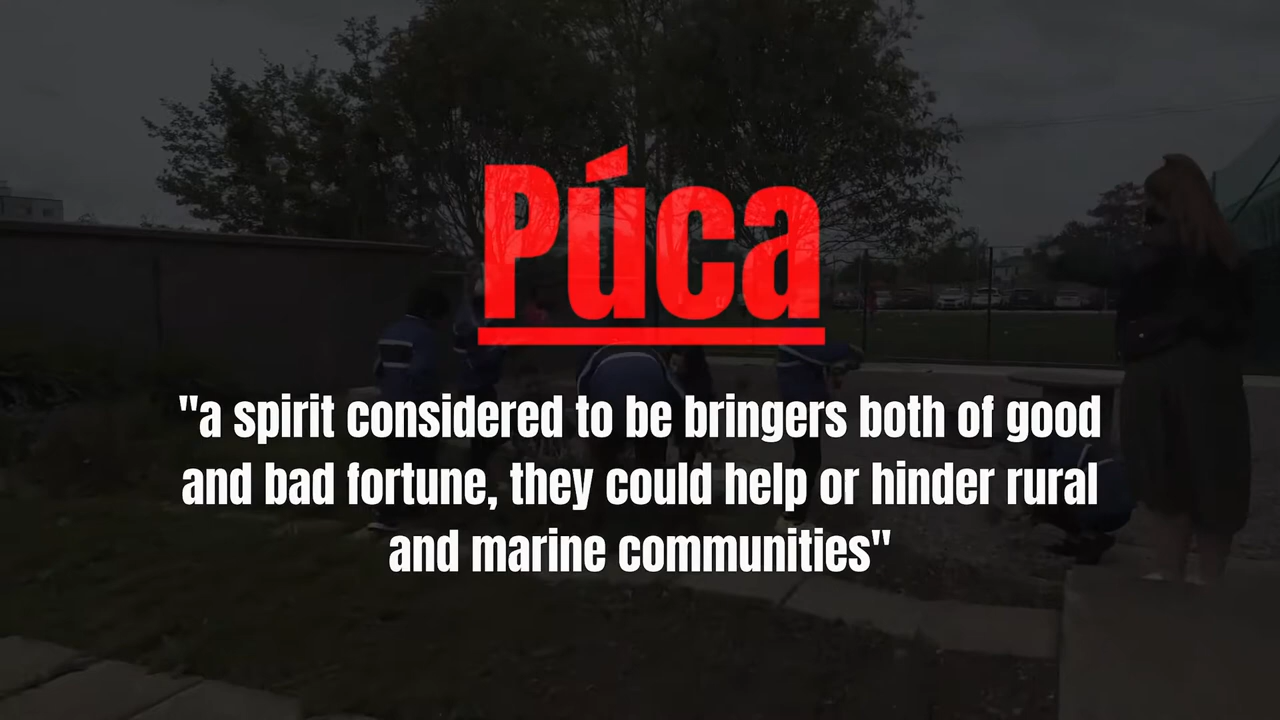 Púca
"a spirit considered to be bringers both of good
and bad fortune, they could help or hinder rural
and marine communities"